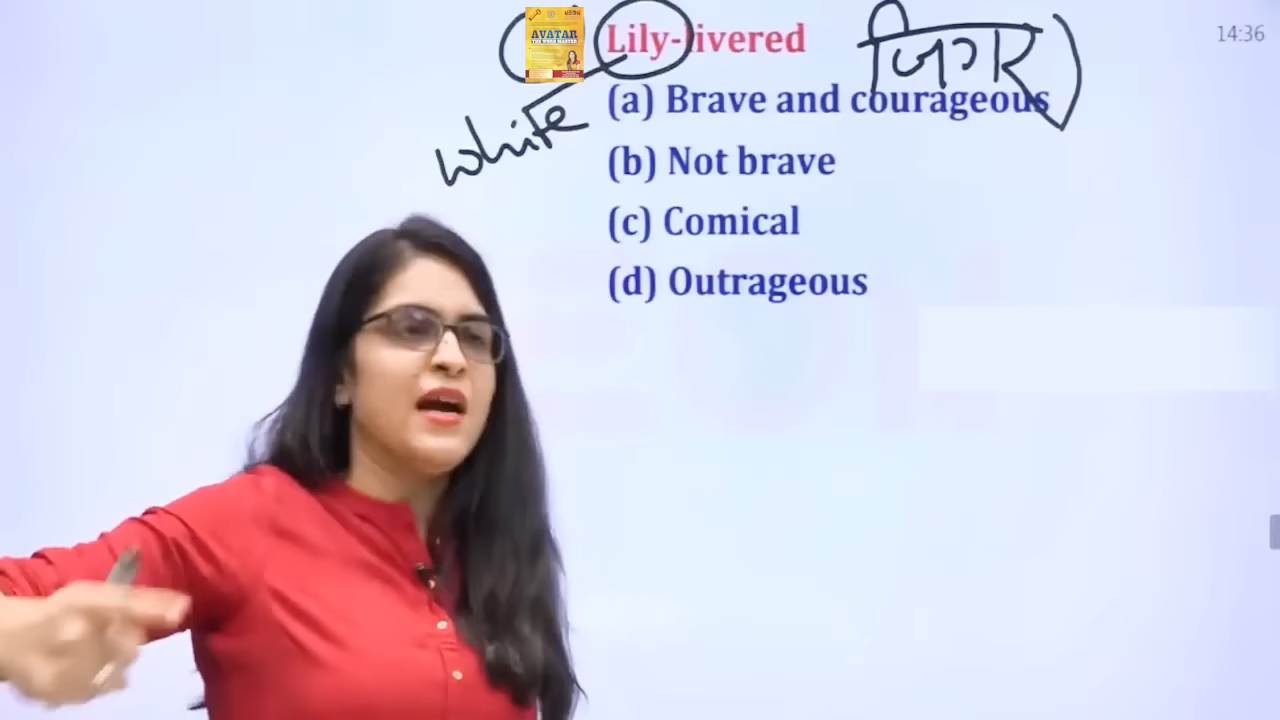 AVATAR
Lily-livered
जिगर
14:36
white
(a) Brave and courageous
(b) Not brave
(c) Comical
(d) Outrageous